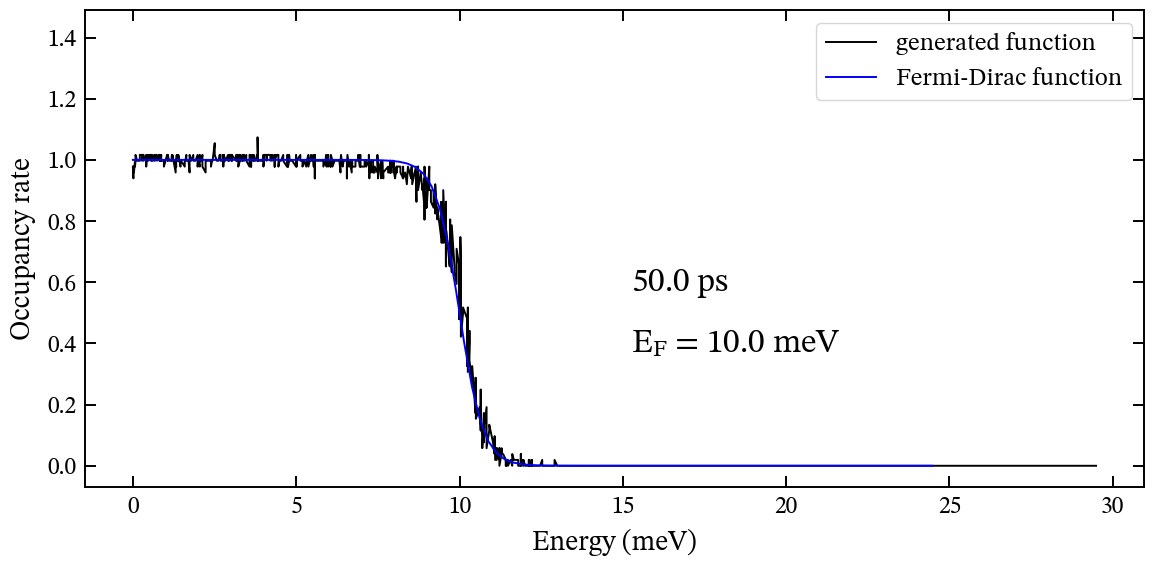 generated function
Fermi-Dirac function
1.4
1.2
1.0
0.8
0.6
0.4
0.2
0.0
Occupancy rate
50.0 ps
E_F = 10.0 meV
0 5 10 15 20 25 30
Energy (meV)